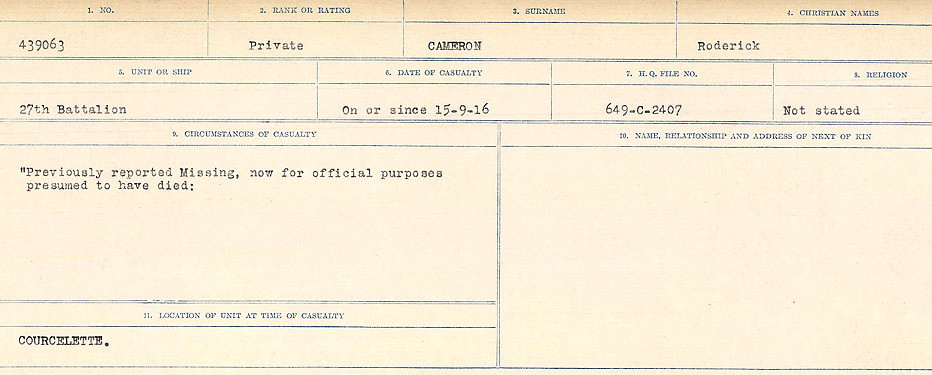 1. NO.
2. RANK OR RATING
3. SURNAME
4. CHRISTIAN NAMES
439063
Private
CAMERON
Roderick
5. UNIT OR SHIP
6. DATE OF CASUALTY
7. H. Q. FILE NO.
8. RELIGION
27th Battalion
On or since 15-9-16
649-C-2407
Not stated
9. CIRCUMSTANCES OF CASUALTY
10. NAME, RELATIONSHIP AND ADDRESS OF NEXT OF KIN
"Previously reported Missing, now for official purposes
presumed to have died:
11. LOCATION OF UNIT AT TIME OF CASUALTY
COURCELETTE.